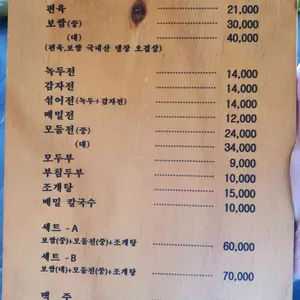 편육 21,000
보쌈(중) 30,000
(대) 40,000
(편육,보쌈 국내산 냉장 오겹살)
녹두전 14,000
감자전 14,000
섞어전(녹두+감자전) 14,000
메밀전 12,000
모둠전(중) 24,000
(대) 34,000
모두부 9,000
부침두부 10,000
조개탕 15,000
메밀 칼국수 10,000
세트 -A
보쌈(중)+모둠전(중)+조개탕 60,000
세트 -B
보쌈(대)+모둠전(중)+조개탕 70,000
맥 주